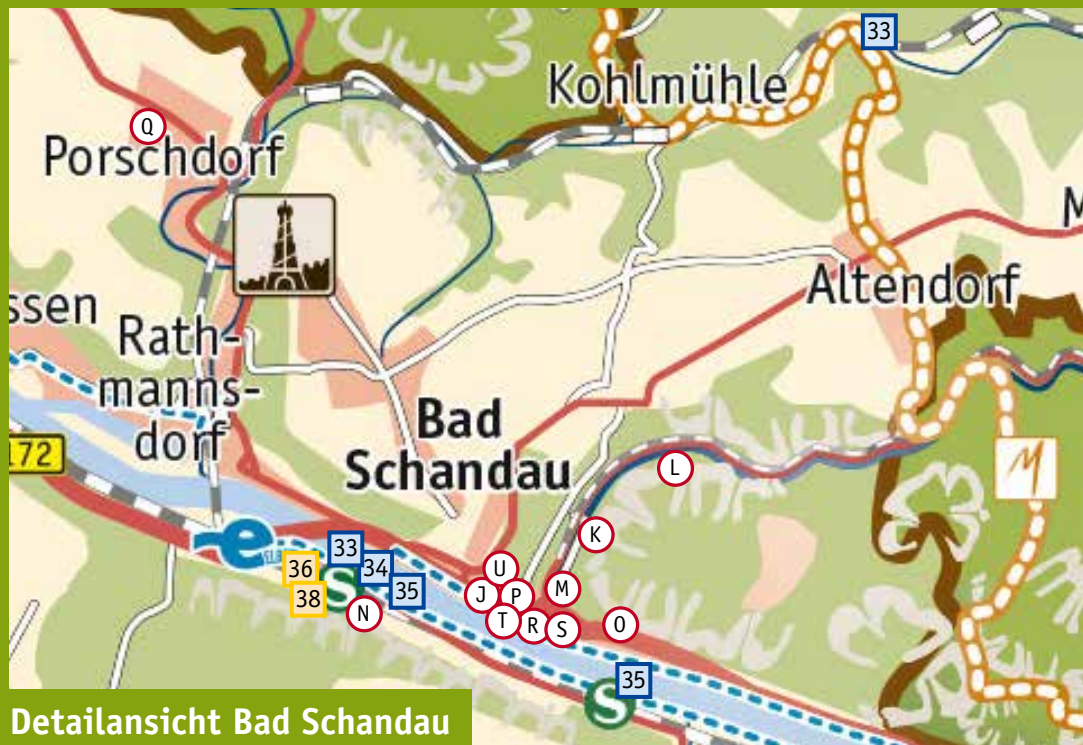 33
Kohlmühle
Q
Porschdorf
M
Altendorf
ssen
Rath-
manns-
dorf
Bad
Schandau
172
L
K
e
33
34
35
36
38
S
N
U
J
P
M
T
R
S
O
35
S
Detailansicht Bad Schandau